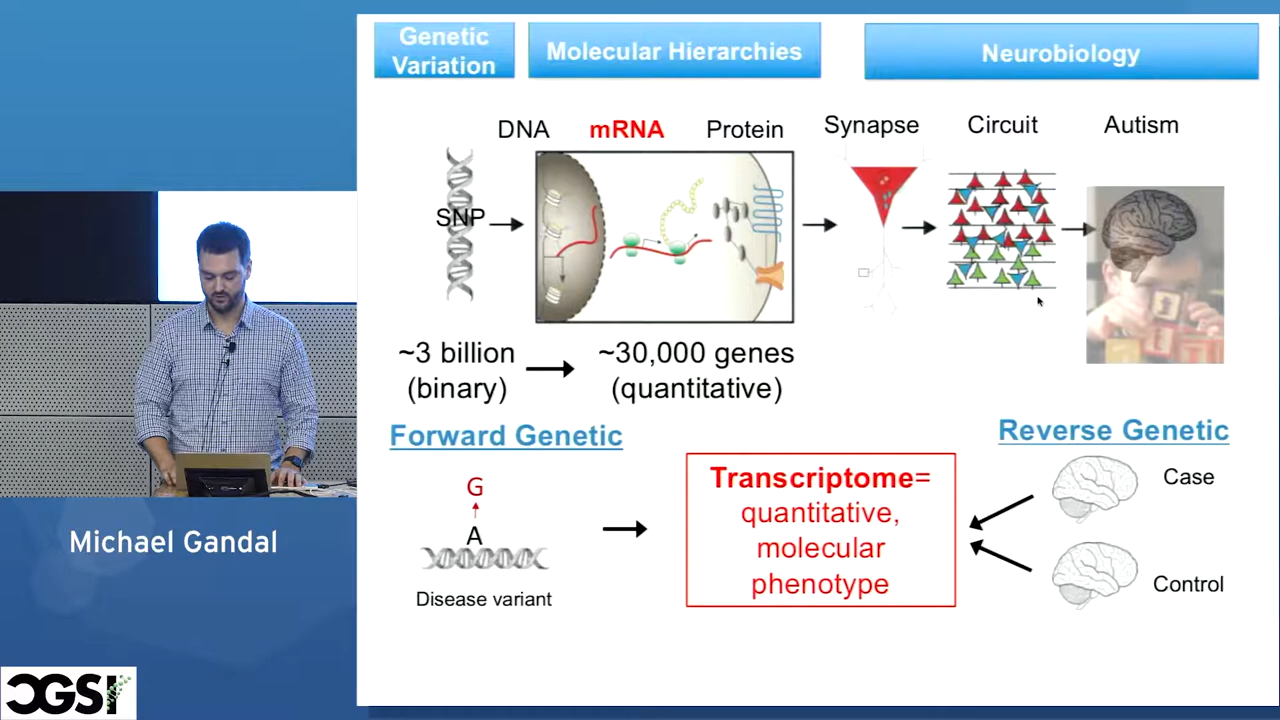 Genetic
Variation
Molecular Hierarchies
Neurobiology
DNA
mRNA
Protein
Synapse
Circuit
Autism
SNP
~3 billion
(binary)
~30,000 genes
(quantitative)
Forward Genetic
Reverse Genetic
G
A
Disease variant
Transcriptome=
quantitative,
molecular
phenotype
Case
Control
Michael Gandal
CGSI